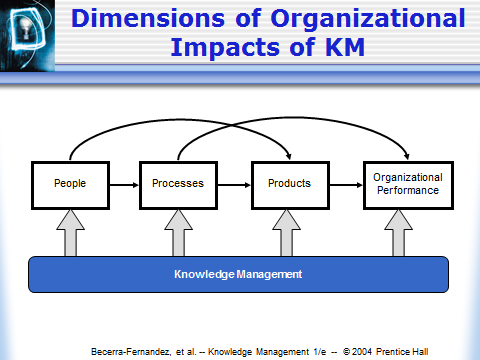 Dimensions of Organizational
Impacts of KM
People
Processes
Products
Organizational
Performance
Knowledge Management
Becerra-Fernandez, et al. -- Knowledge Management 1/e -- © 2004 Prentice Hall